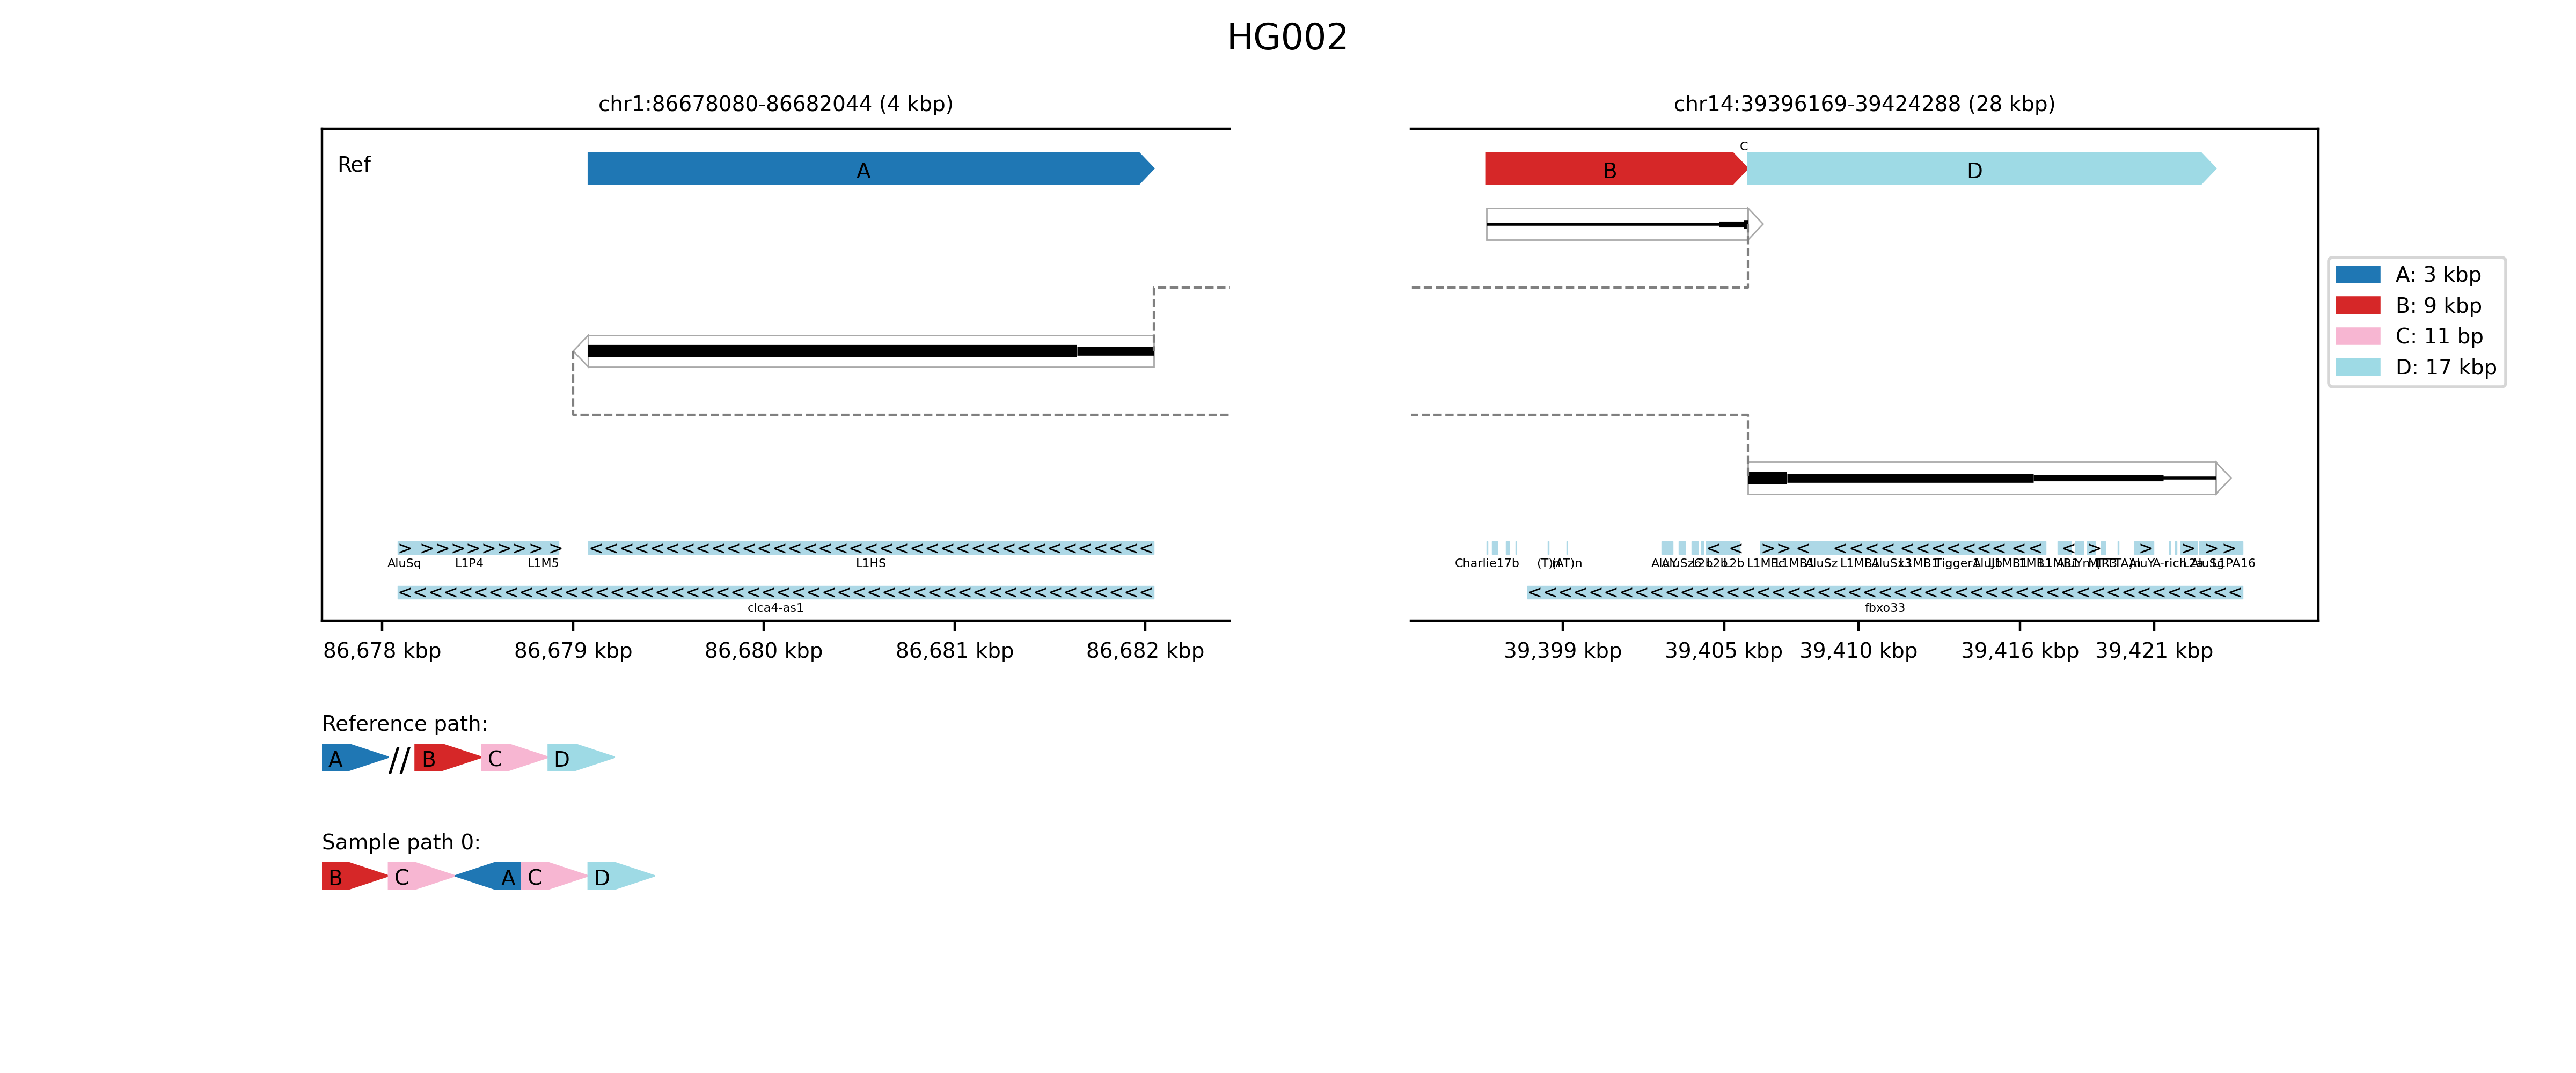 HG002
chr1:86678080-86682044 (4 kbp)
chr14:39396169-39424288 (28 kbp)
Ref
A
C
B
D
A: 3 kbp
B: 9 kbp
C: 11 bp
D: 17 kbp
AluSq L1P4 L1M5 L1HS
Charlie17b
clca4-as1
fbxo33
86,678 kbp 86,679 kbp 86,680 kbp 86,681 kbp 86,682 kbp
39,399 kbp 39,405 kbp 39,410 kbp 39,416 kbp 39,421 kbp
Reference path:
A // B C D
Sample path 0:
B C A C D